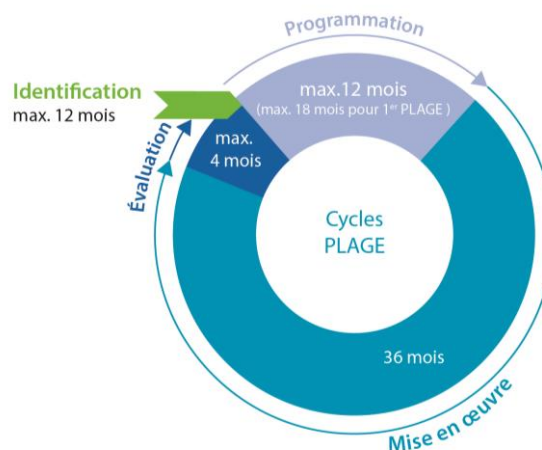 Programmation
max.12 mois
(max. 18 mois pour 1er PLAGE )
Identification
max. 12 mois
max.
4 mois
Évaluation
Cycles
PLAGE
36 mois
Mise en œuvre